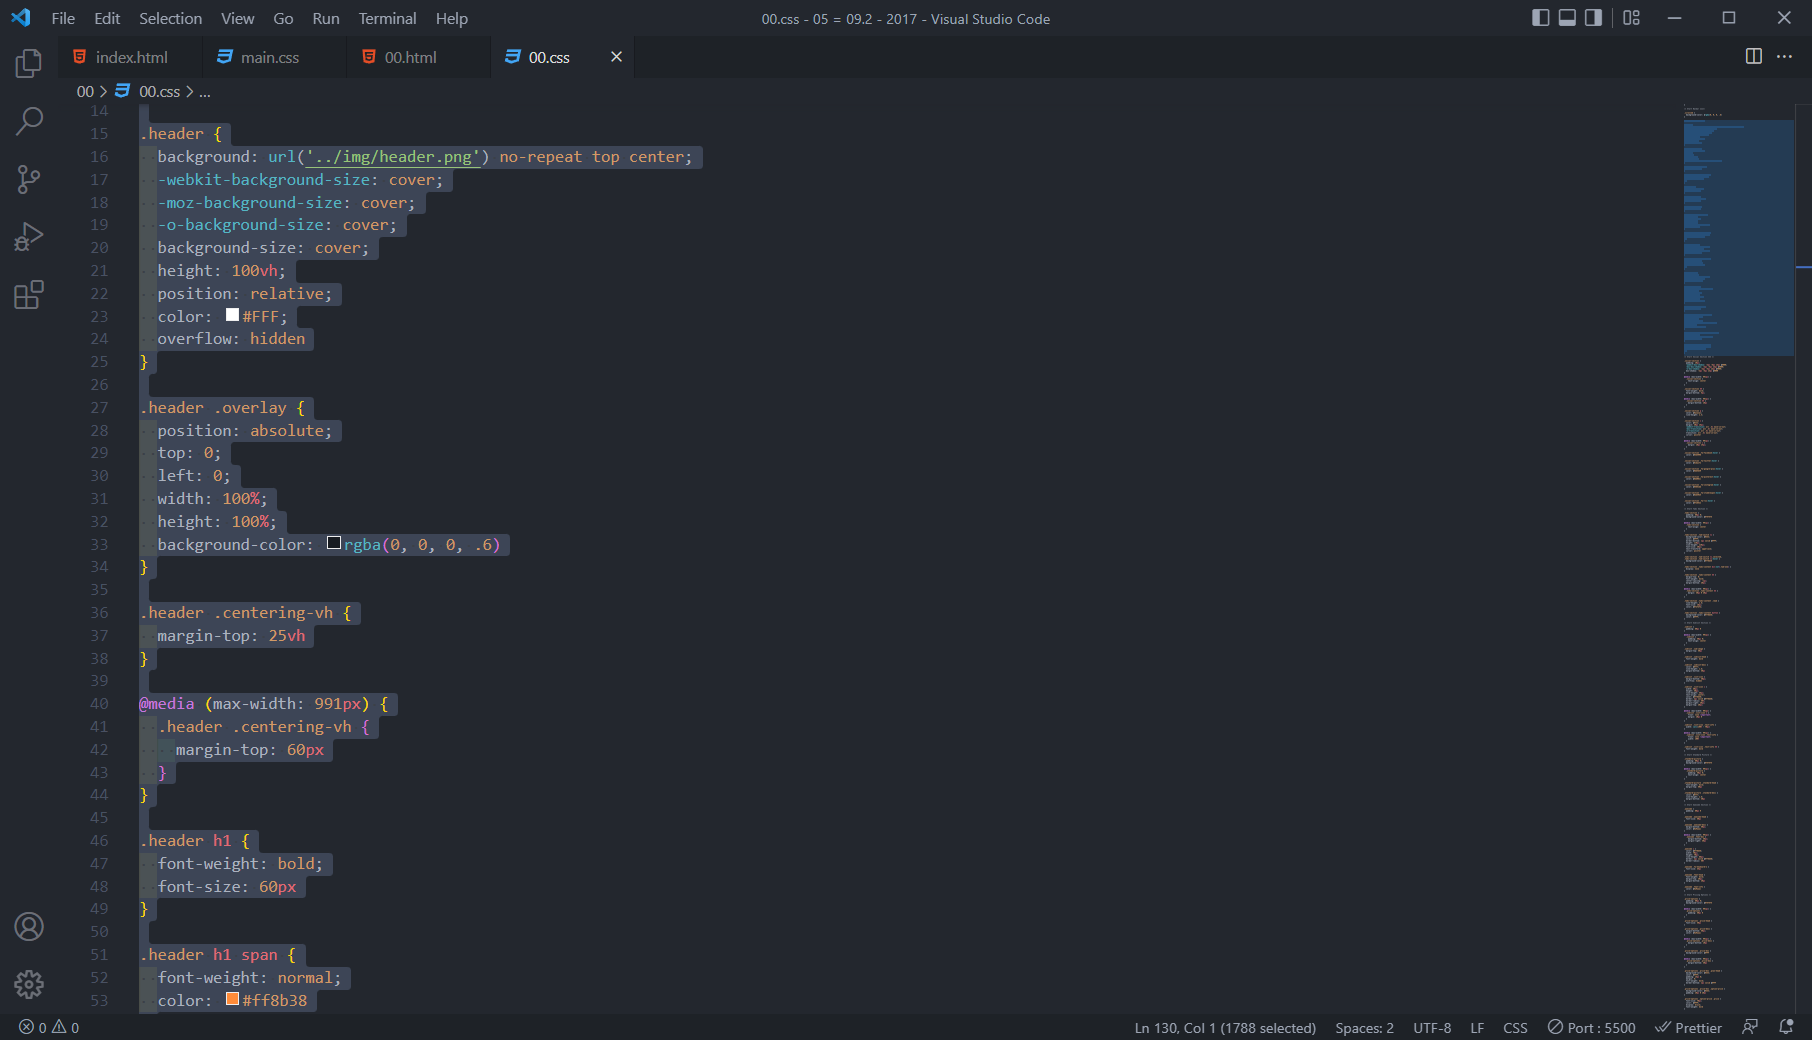 File Edit Selection View Go Run Terminal Help 00.css - 05 = 09.2 - 2017 - Visual Studio Code
index.html main.css 00.html 00.css
00 > 00.css > ...
14
15 .header {
16 background: url('../img/header.png') no-repeat top center;
17 -webkit-background-size: cover;
18 -moz-background-size: cover;
19 -o-background-size: cover;
20 background-size: cover;
21 height: 100vh;
22 position: relative;
23 color: #FFF;
24 overflow: hidden
25 }
26
27 .header .overlay {
28 position: absolute;
29 top: 0;
30 left: 0;
31 width: 100%;
32 height: 100%;
33 background-color: rgba(0, 0, 0, .6)
34 }
35
36 .header .centering-vh {
37 margin-top: 25vh
38 }
39
40 @media (max-width: 991px) {
41 .header .centering-vh {
42 margin-top: 60px
43 }
44 }
45
46 .header h1 {
47 font-weight: bold;
48 font-size: 60px
49 }
50
51 .header h1 span {
52 font-weight: normal;
53 color: #ff8b38
0 0 Ln 130, Col 1 (1788 selected) Spaces: 2 UTF-8 LF CSS Port : 5500 Prettier